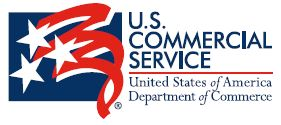 U.S.
COMMERCIAL
SERVICE
United States of America
Department of Commerce
®